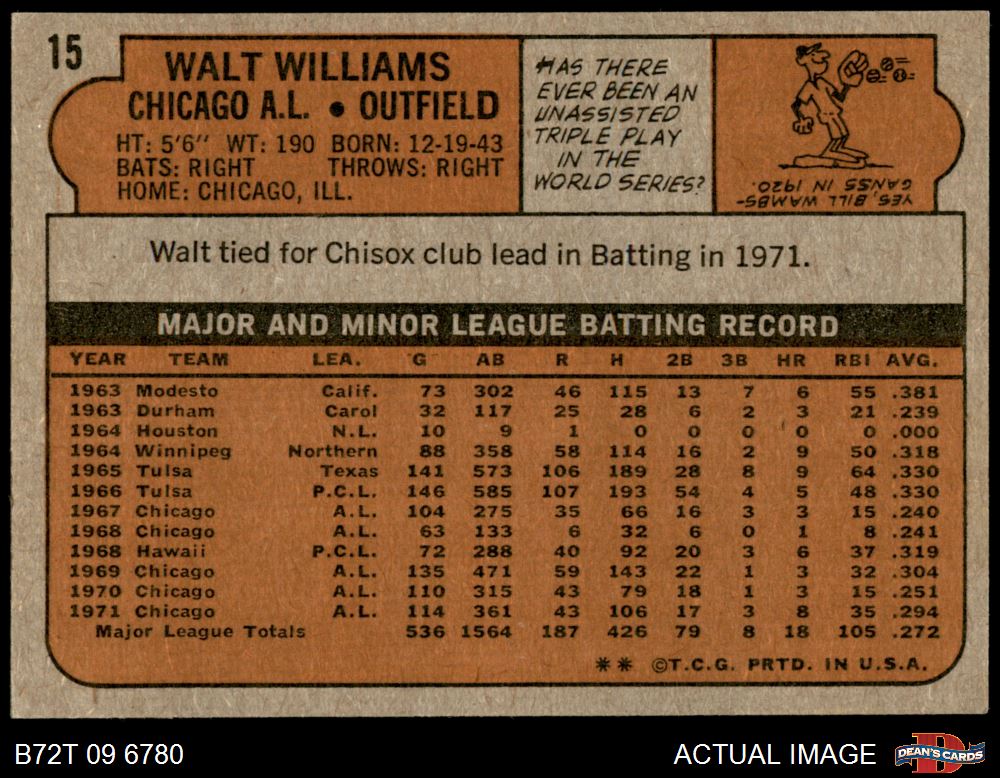 15
WALT WILLIAMS
CHICAGO A.L. • OUTFIELD
HT: 5'6" WT: 190 BORN: 12-19-43
BATS: RIGHT THROWS: RIGHT
HOME: CHICAGO, ILL.
HAS THERE
EVER BEEN AN
UNASSISTED
TRIPLE PLAY
IN THE
WORLD SERIES?
YES, BILL WAMBS-
GANSS IN 1920.
Walt tied for Chisox club lead in Batting in 1971.
MAJOR AND MINOR LEAGUE BATTING RECORD
YEAR TEAM LEA. G AB R H 2B 3B HR RBI AVG.
1963 Modesto Calif. 73 302 46 115 13 7 6 55 .381
1963 Durham Carol 32 117 25 28 6 2 3 21 .239
1964 Houston N.L. 10 9 1 0 0 0 0 0 .000
1964 Winnipeg Northern 88 358 58 114 16 2 9 50 .318
1965 Tulsa Texas 141 573 106 189 28 8 9 64 .330
1966 Tulsa P.C.L. 146 585 107 193 54 4 5 48 .330
1967 Chicago A.L. 104 275 35 66 16 3 3 15 .240
1968 Chicago A.L. 63 133 6 32 6 0 1 8 .241
1968 Hawaii P.C.L. 72 288 40 92 20 3 6 37 .319
1969 Chicago A.L. 135 471 59 143 22 1 3 32 .304
1970 Chicago A.L. 110 315 43 79 18 1 3 15 .251
1971 Chicago A.L. 114 361 43 106 17 3 8 35 .294
Major League Totals 536 1564 187 426 79 8 18 105 .272
** ©T.C.G. PRTD. IN U.S.A.
B72T 09 6780
ACTUAL IMAGE
DEAN'S CARDS